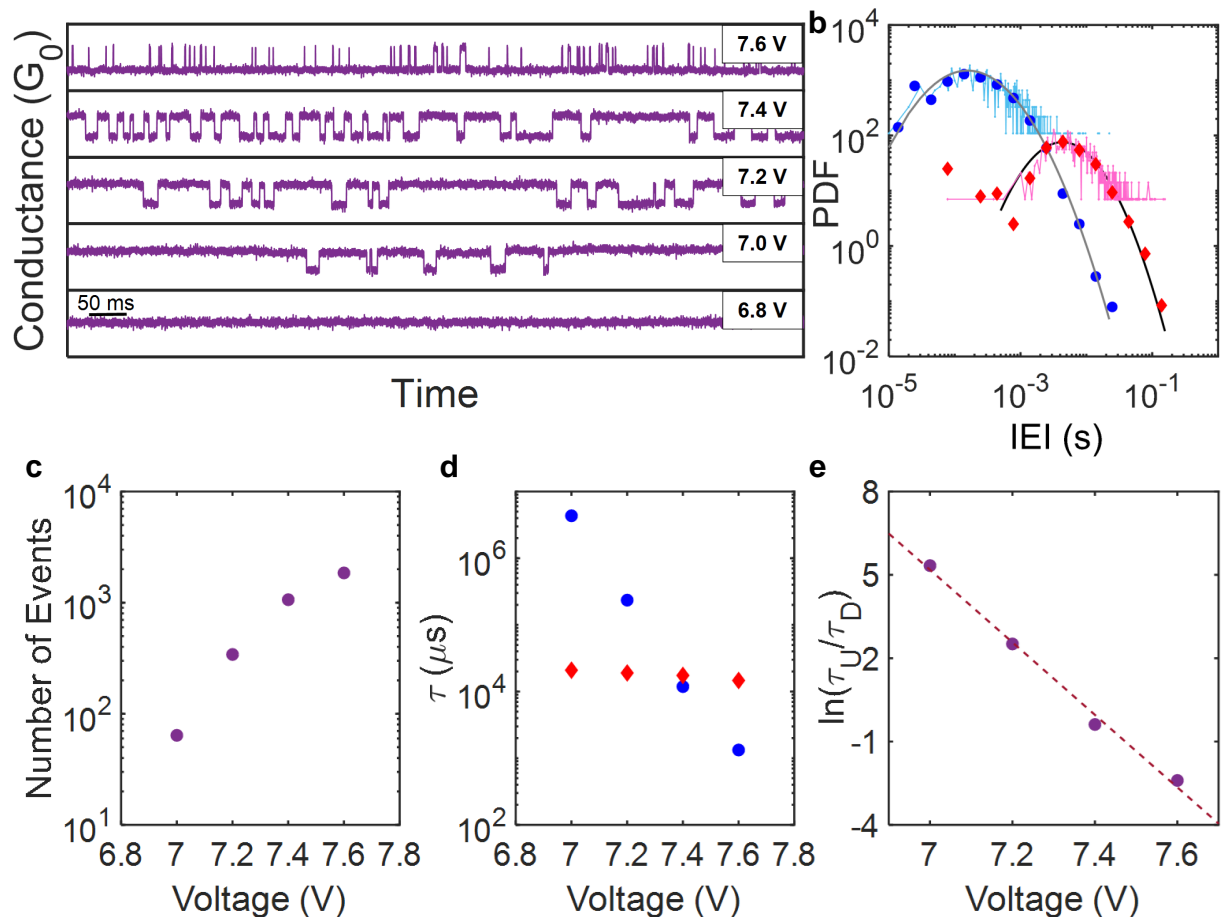 Conductance (G0)
7.6 V
7.4 V
7.2 V
7.0 V
50 ms
6.8 V
Time
b
PDF
10^4
10^2
10^0
10^-2
10^-5
10^-3
10^-1
IEI (s)
c
Number of Events
10^4
10^3
10^2
10^1
6.8
7
7.2
7.4
7.6
7.8
Voltage (V)
d
τ (μs)
10^6
10^4
10^2
6.8
7
7.2
7.4
7.6
7.8
Voltage (V)
e
ln(τU/τD)
8
5
2
-1
-4
7
7.2
7.4
7.6
Voltage (V)